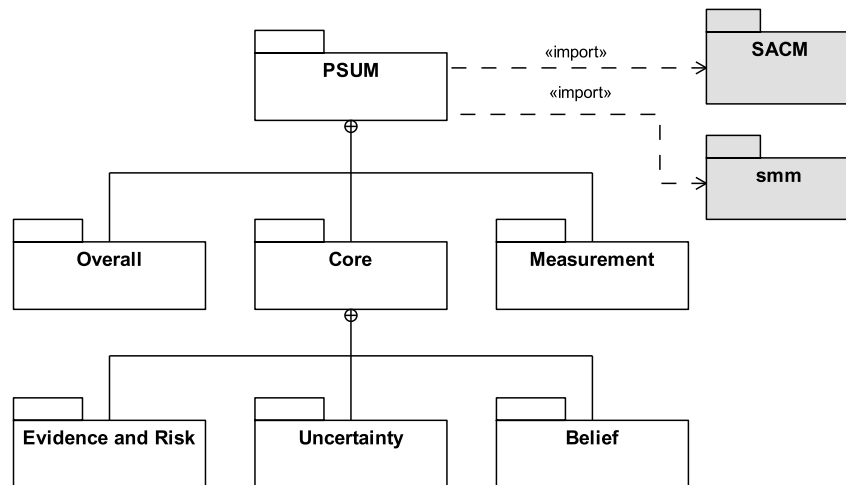 «import»
SACM
PSUM
«import»
smm
Overall
Core
Measurement
Evidence and Risk
Uncertainty
Belief